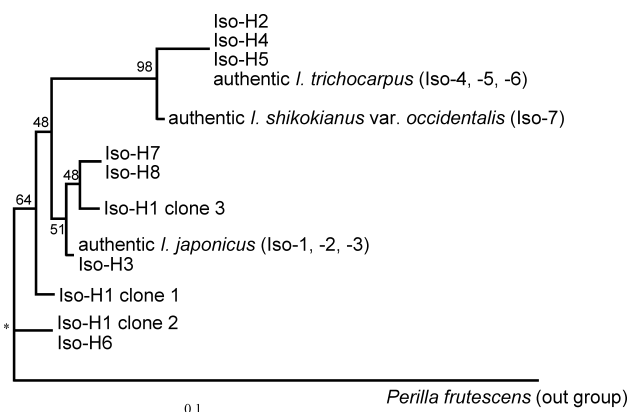 Iso-H2
Iso-H4
Iso-H5
98
authentic I. trichocarpus (Iso-4, -5, -6)
authentic I. shikokianus var. occidentalis (Iso-7)
48
Iso-H7
Iso-H8
48
Iso-H1 clone 3
64
51
authentic I. japonicus (Iso-1, -2, -3)
Iso-H3
Iso-H1 clone 1
Iso-H1 clone 2
*
Iso-H6
Perilla frutescens (out group)
0.1